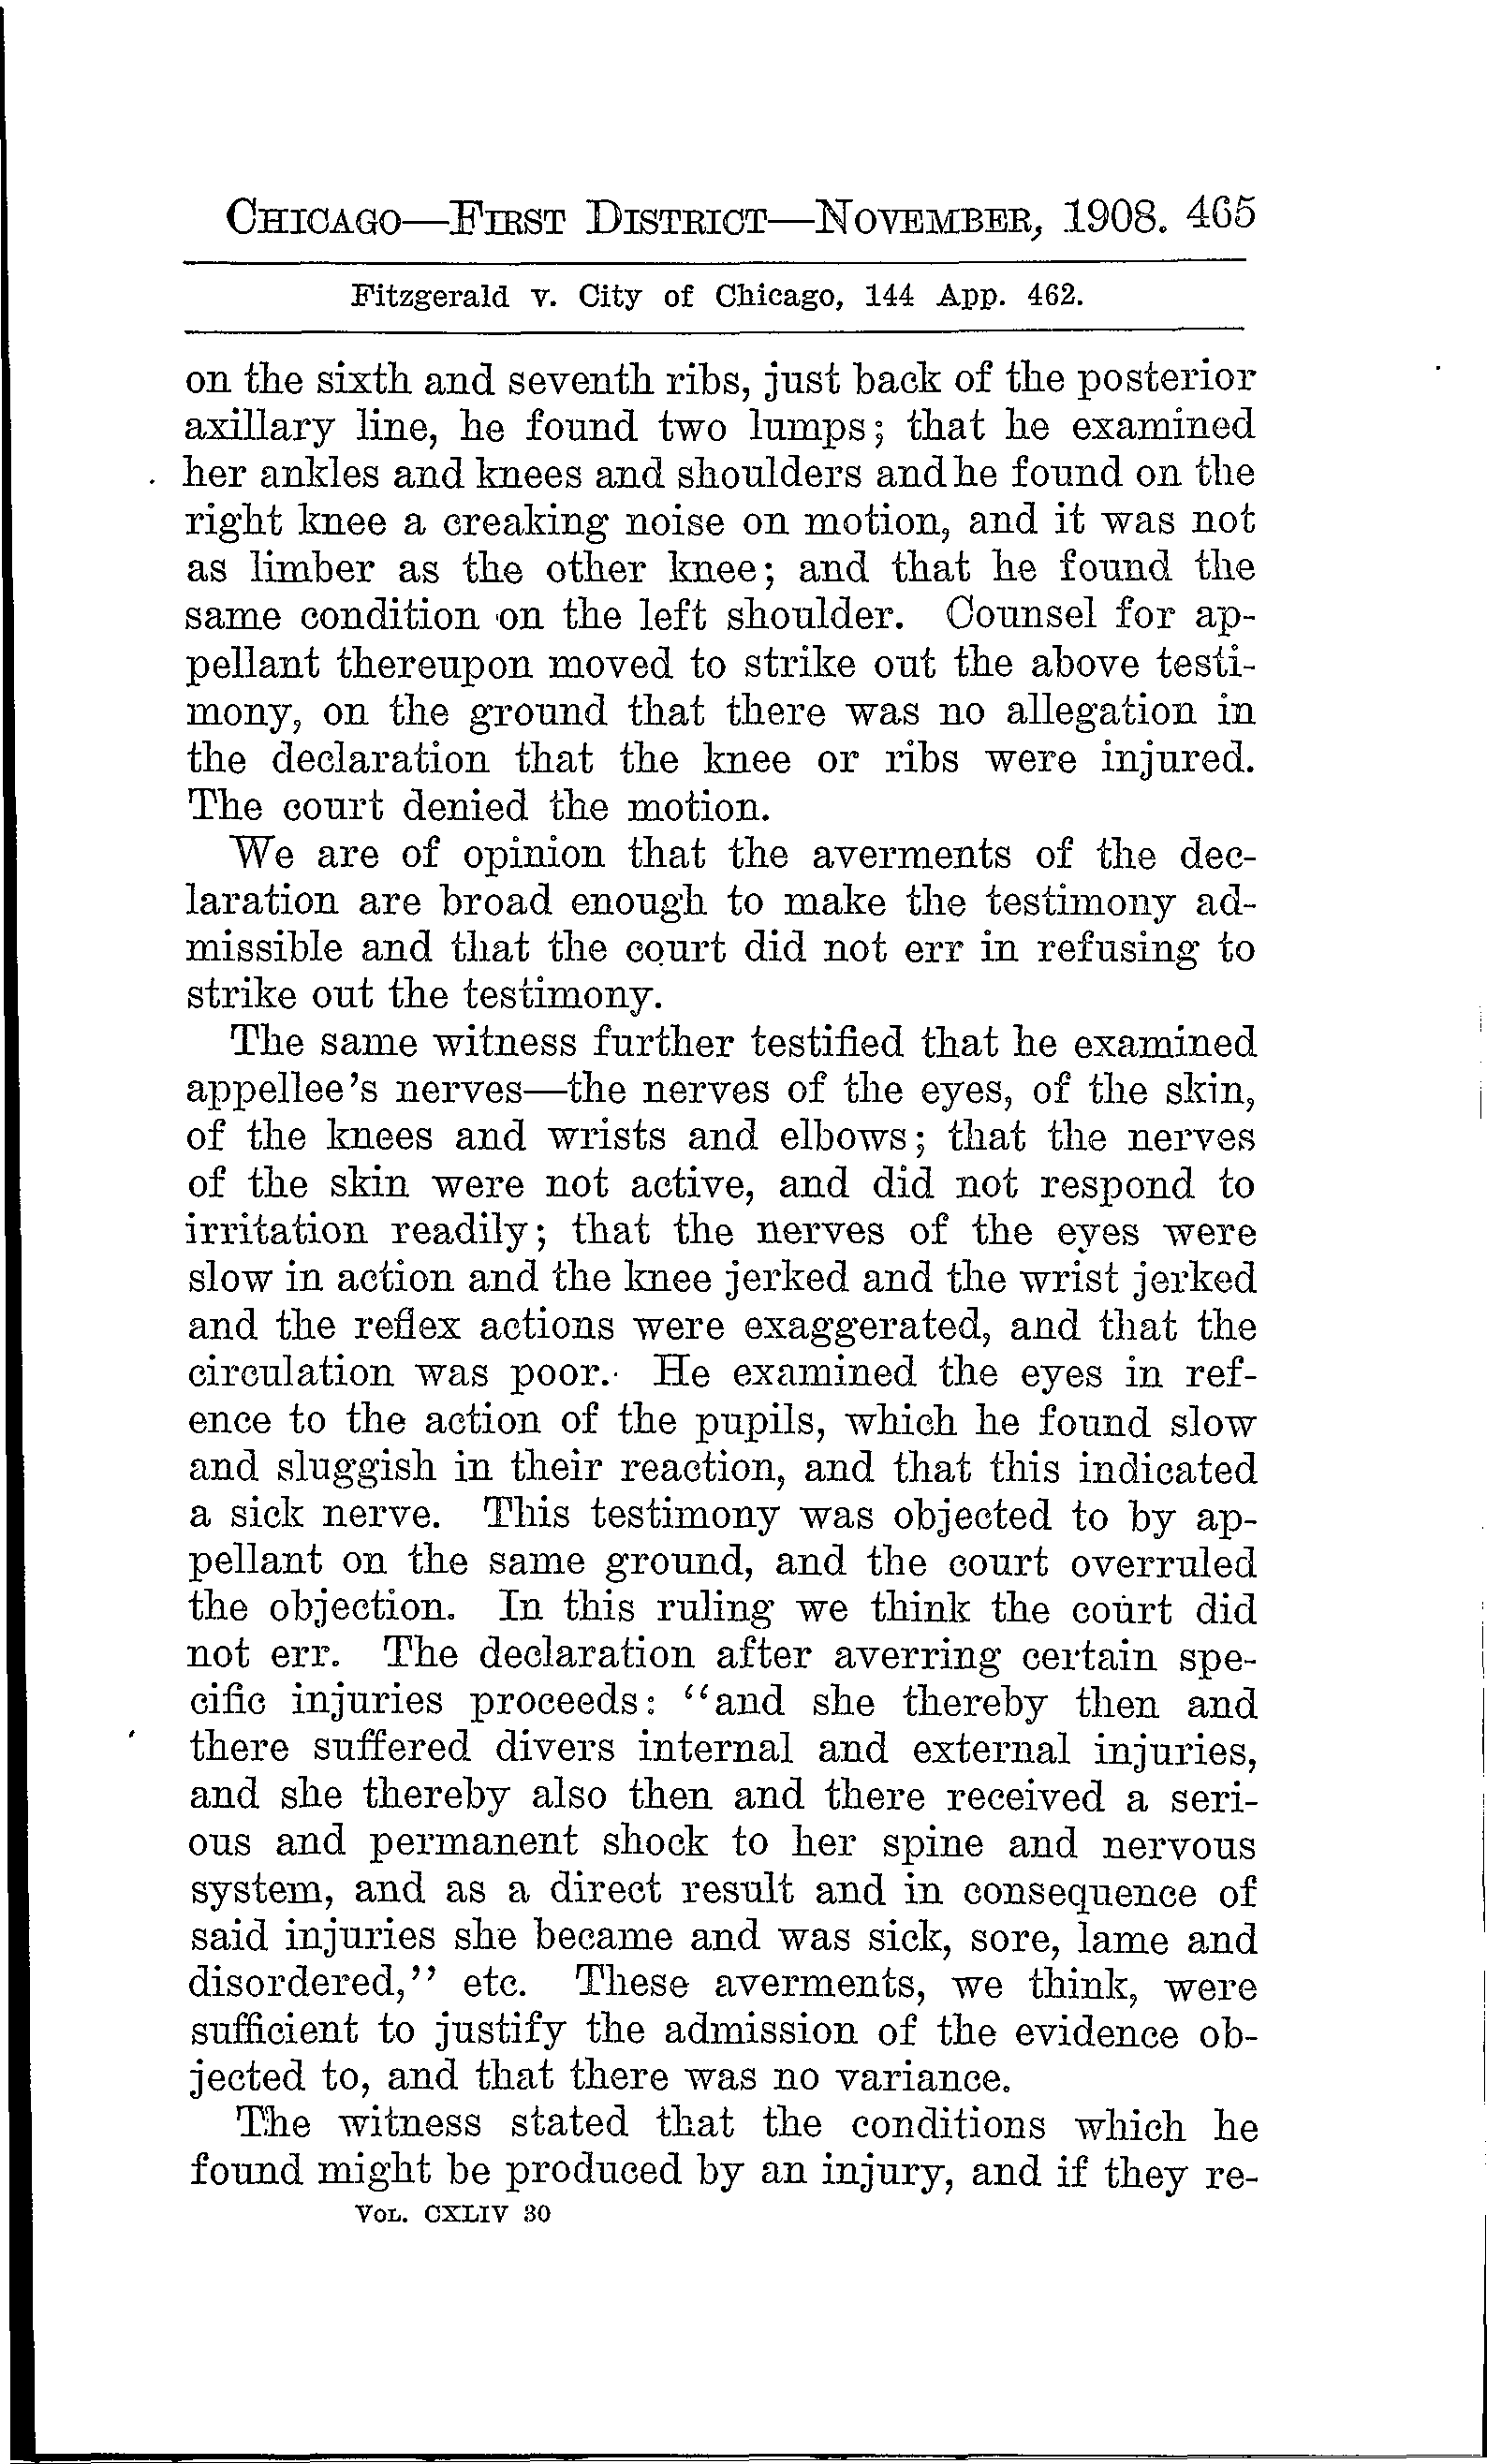 CHICAGO—FIRST DISTRICT—NOVEMBER, 1908. 465
Fitzgerald v. City of Chicago, 144 App. 462.
on the sixth and seventh ribs, just back of the posterior
axillary line, he found two lumps; that he examined
her ankles and knees and shoulders and he found on the
right knee a creaking noise on motion, and it was not
as limber as the other knee; and that he found the
same condition on the left shoulder. Counsel for ap-
pellant thereupon moved to strike out the above testi-
mony, on the ground that there was no allegation in
the declaration that the knee or ribs were injured.
The court denied the motion.
We are of opinion that the averments of the dec-
laration are broad enough to make the testimony ad-
missible and that the court did not err in refusing to
strike out the testimony.
The same witness further testified that he examined
appellee's nerves—the nerves of the eyes, of the skin,
of the knees and wrists and elbows; that the nerves
of the skin were not active, and did not respond to
irritation readily; that the nerves of the eyes were
slow in action and the knee jerked and the wrist jerked
and the reflex actions were exaggerated, and that the
circulation was poor. He examined the eyes in ref-
ence to the action of the pupils, which he found slow
and sluggish in their reaction, and that this indicated
a sick nerve. This testimony was objected to by ap-
pellant on the same ground, and the court overruled
the objection. In this ruling we think the court did
not err. The declaration after averring certain spe-
cific injuries proceeds: "and she thereby then and
there suffered divers internal and external injuries,
and she thereby also then and there received a seri-
ous and permanent shock to her spine and nervous
system, and as a direct result and in consequence of
said injuries she became and was sick, sore, lame and
disordered," etc. These averments, we think, were
sufficient to justify the admission of the evidence ob-
jected to, and that there was no variance.
The witness stated that the conditions which he
found might be produced by an injury, and if they re-
VOL. CXLIV 30